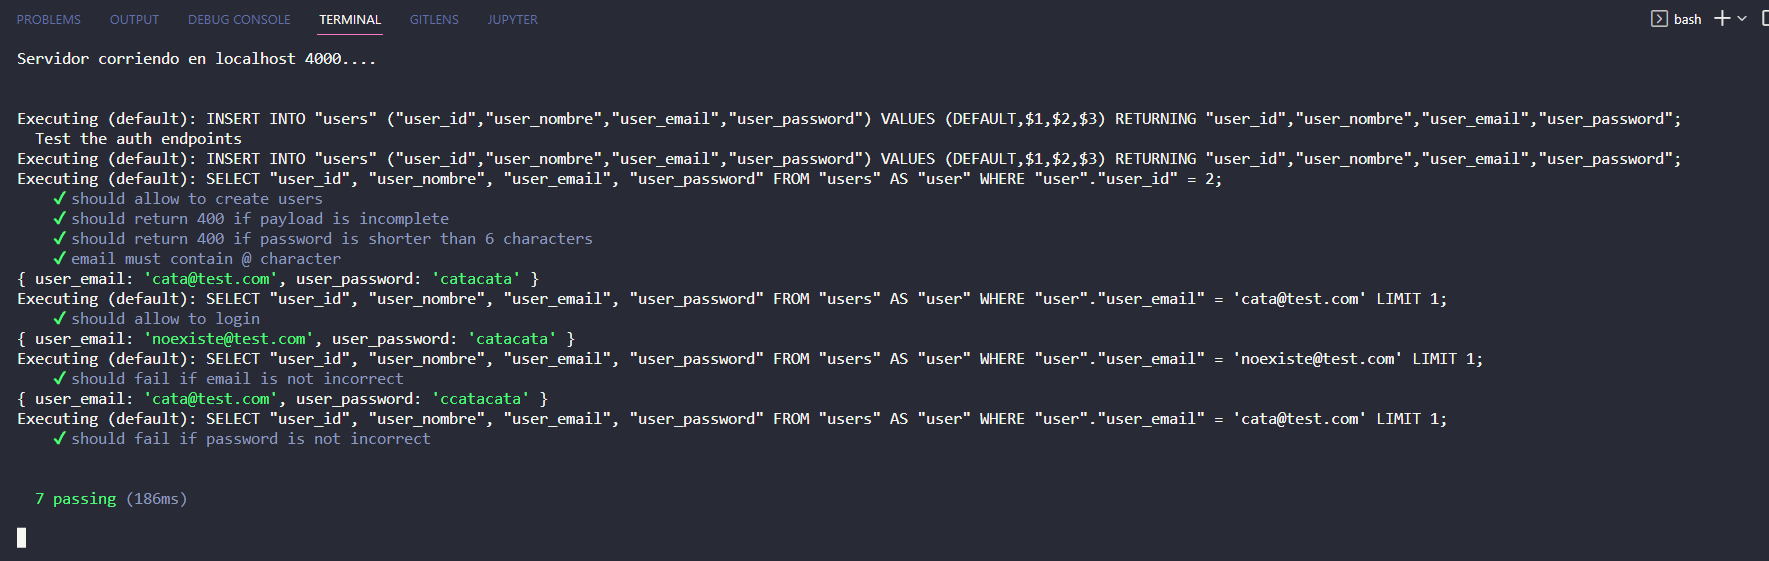 PROBLEMS OUTPUT DEBUG CONSOLE TERMINAL GITLENS JUPYTER bash
Servidor corriendo en localhost 4000....
Executing (default): INSERT INTO "users" ("user_id","user_nombre","user_email","user_password") VALUES (DEFAULT,$1,$2,$3) RETURNING "user_id","user_nombre","user_email","user_password";
Test the auth endpoints
Executing (default): INSERT INTO "users" ("user_id","user_nombre","user_email","user_password") VALUES (DEFAULT,$1,$2,$3) RETURNING "user_id","user_nombre","user_email","user_password";
Executing (default): SELECT "user_id", "user_nombre", "user_email", "user_password" FROM "users" AS "user" WHERE "user"."user_id" = 2;
✔ should allow to create users
✔ should return 400 if payload is incomplete
✔ should return 400 if password is shorter than 6 characters
✔ email must contain @ character
{ user_email: 'cata@test.com', user_password: 'catacata' }
Executing (default): SELECT "user_id", "user_nombre", "user_email", "user_password" FROM "users" AS "user" WHERE "user"."user_email" = 'cata@test.com' LIMIT 1;
✔ should allow to login
{ user_email: 'noexiste@test.com', user_password: 'catacata' }
Executing (default): SELECT "user_id", "user_nombre", "user_email", "user_password" FROM "users" AS "user" WHERE "user"."user_email" = 'noexiste@test.com' LIMIT 1;
✔ should fail if email is not incorrect
{ user_email: 'cata@test.com', user_password: 'ccatacata' }
Executing (default): SELECT "user_id", "user_nombre", "user_email", "user_password" FROM "users" AS "user" WHERE "user"."user_email" = 'cata@test.com' LIMIT 1;
✔ should fail if password is not incorrect
7 passing (186ms)